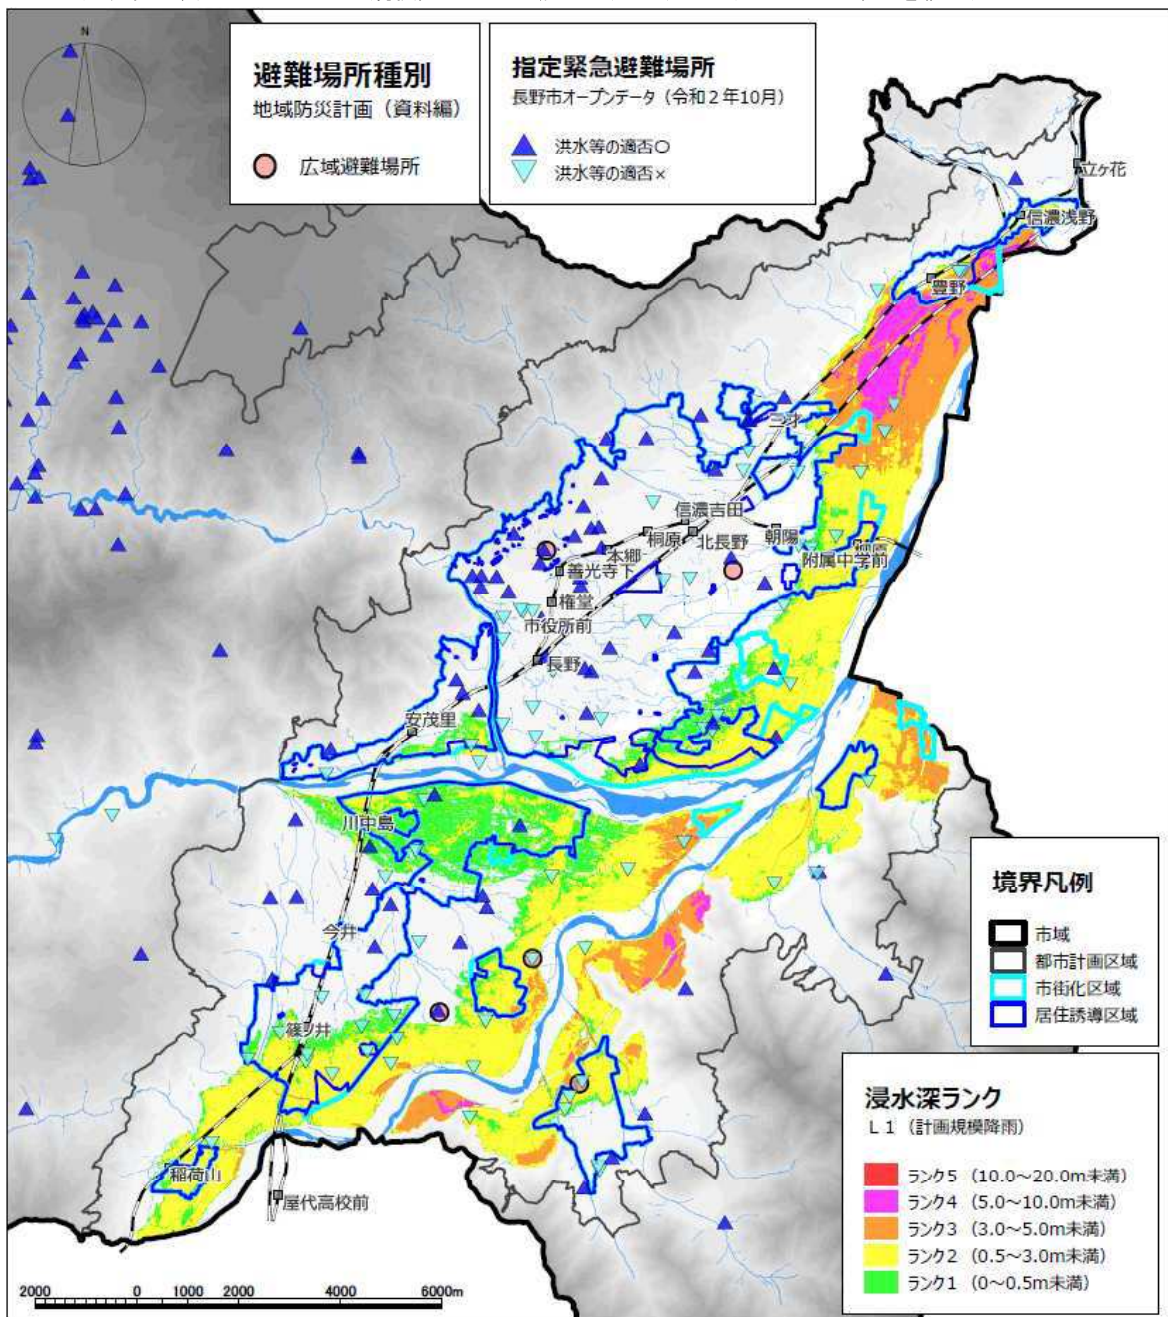 N
避難場所種別
地域防災計画（資料編）
広域避難場所
指定緊急避難場所
長野市オープンデータ（令和２年10月）
洪水等の適否○
洪水等の適否×
立ヶ花
信濃浅野
豊野
三才
信濃吉田
桐原
北長野
朝陽
附属中学前
本郷
善光寺下
権堂
市役所前
長野
安茂里
川中島
今井
篠ノ井
稲荷山
屋代高校前
境界凡例
市域
都市計画区域
市街化区域
居住誘導区域
浸水深ランク
Ｌ１（計画規模降雨）
ランク５（10.0～20.0m未満）
ランク４（5.0～10.0m未満）
ランク３（3.0～5.0m未満）
ランク２（0.5～3.0m未満）
ランク１（0～0.5m未満）
2000 0 2000 4000 6000m